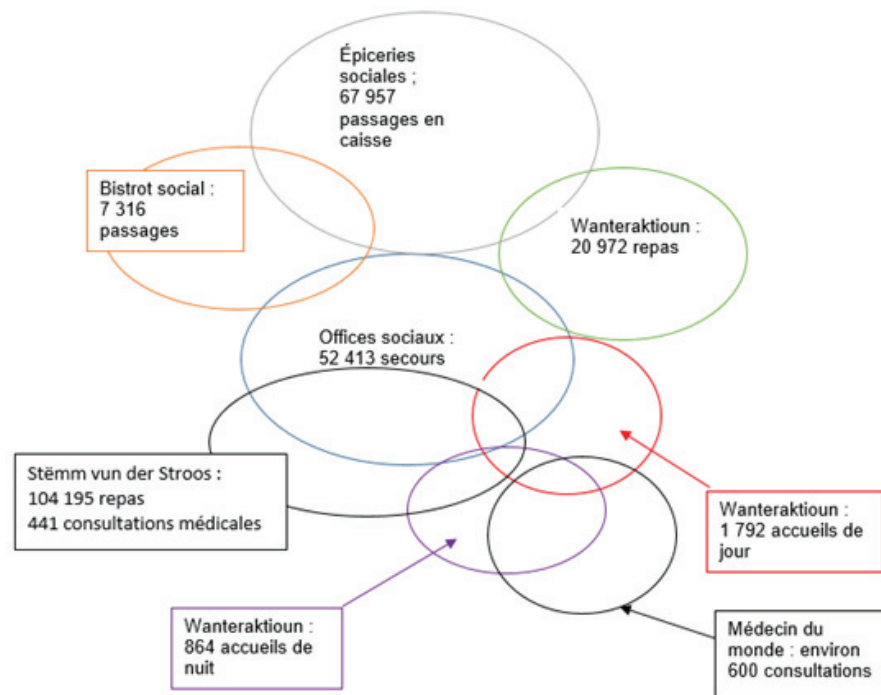 Épiceries
sociales ;
67 957
passages en
caisse
Bistrot social :
7 316
passages
Wanteraktioun :
20 972 repas
Offices sociaux :
52 413 secours
Stëmm vun der Stroos :
104 195 repas
441 consultations médicales
Wanteraktioun :
1 792 accueils de
jour
Wanteraktioun :
864 accueils de
nuit
Médecin du
monde : environ
600 consultations